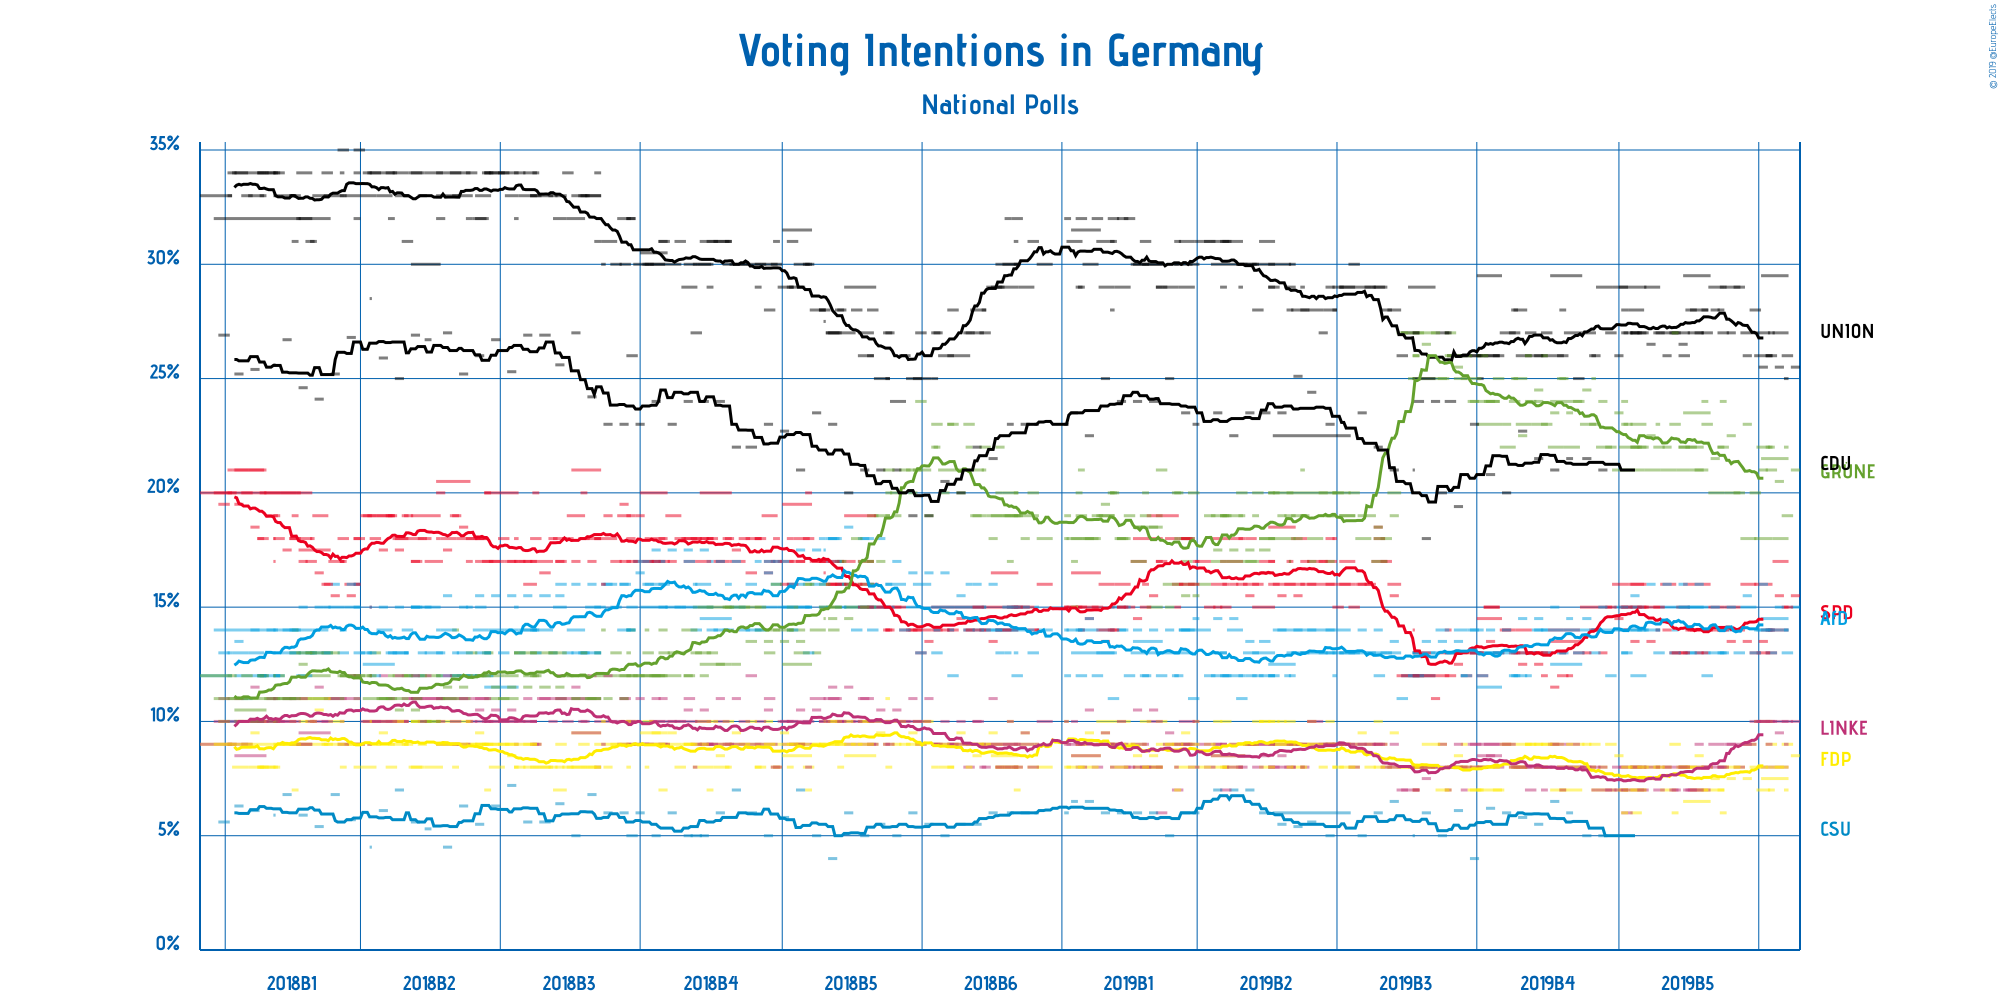 © 2019 @EuropeElects
Voting Intentions in Germany
National Polls
35%
30%
25%
20%
15%
10%
5%
0%
UNION
CDU
GRÜNE
SPD
AfD
LINKE
FDP
CSU
2018B1 2018B2 2018B3 2018B4 2018B5 2018B6 2019B1 2019B2 2019B3 2019B4 2019B5